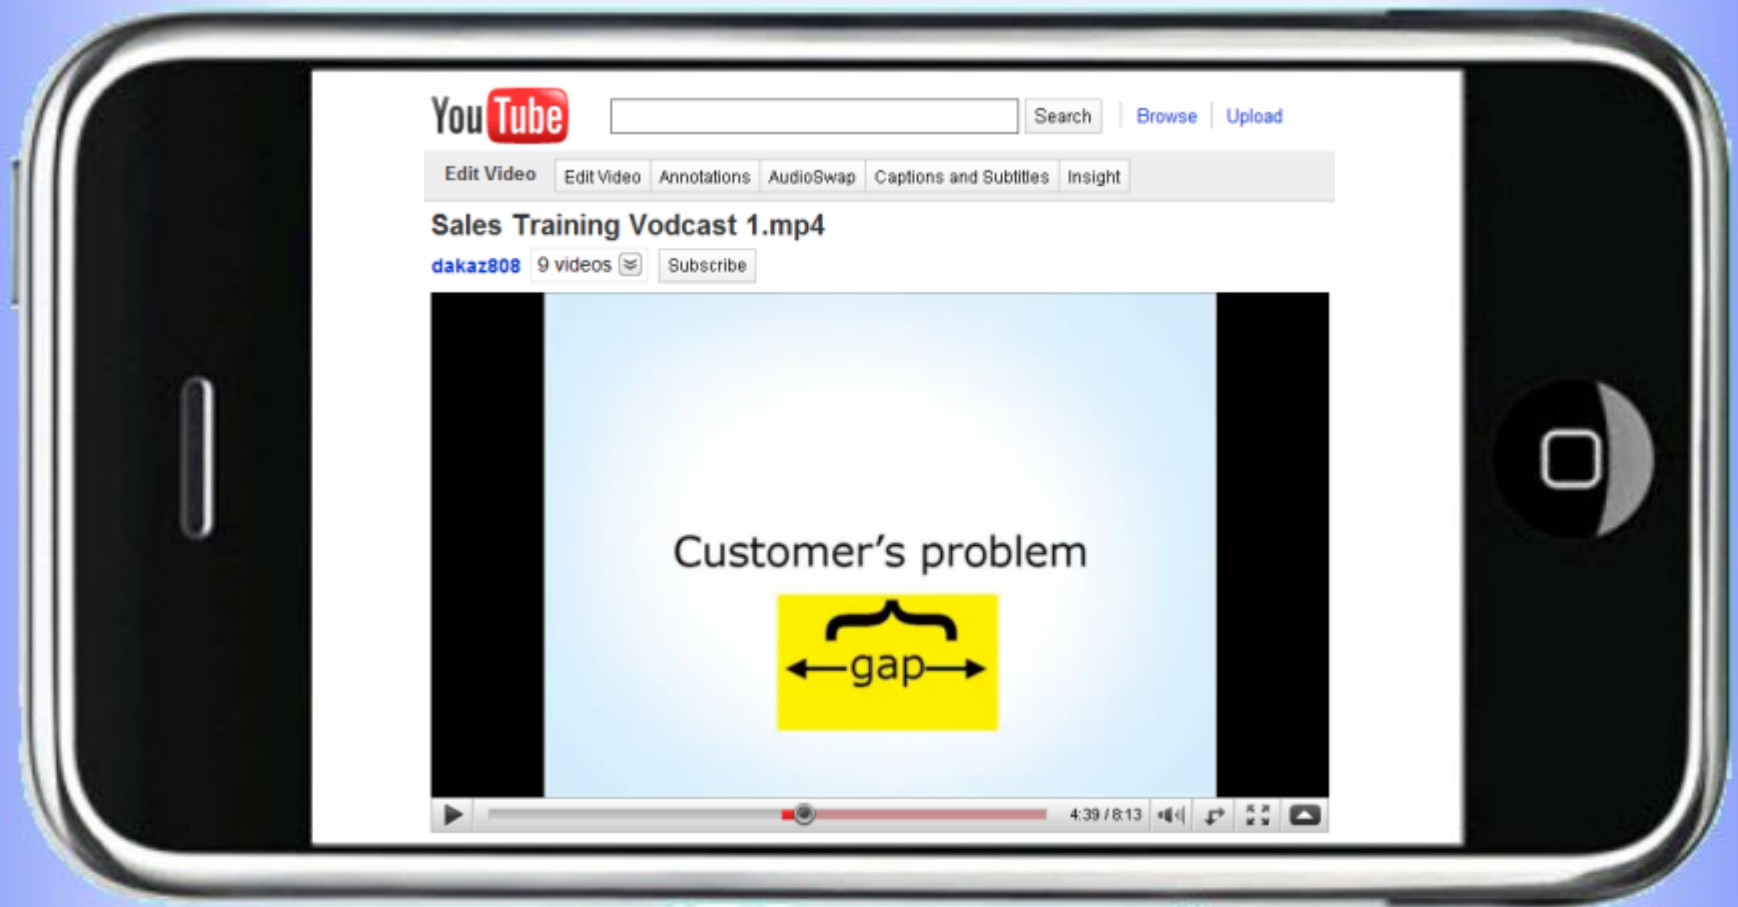 YouTube Search Browse Upload
Edit Video Edit Video Annotations AudioSwap Captions and Subtitles Insight
Sales Training Vodcast 1.mp4
dakaz808 9 videos Subscribe
Customer's problem
gap
4:39 / 8:13